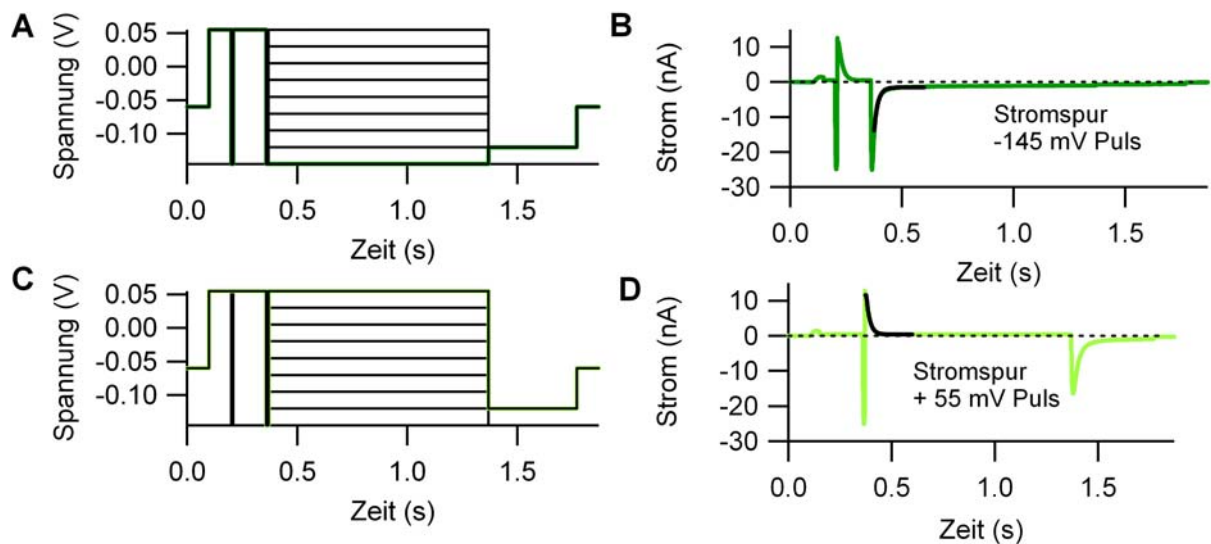 A
Spannung (V)
0.05
0.00
-0.05
-0.10
0.0
0.5
1.0
1.5
Zeit (s)
B
Strom (nA)
10
0
-10
-20
-30
Stromspur
-145 mV Puls
0.0
0.5
1.0
1.5
Zeit (s)
C
Spannung (V)
0.05
0.00
-0.05
-0.10
0.0
0.5
1.0
1.5
Zeit (s)
D
Strom (nA)
10
0
-10
-20
-30
Stromspur
+ 55 mV Puls
0.0
0.5
1.0
1.5
Zeit (s)